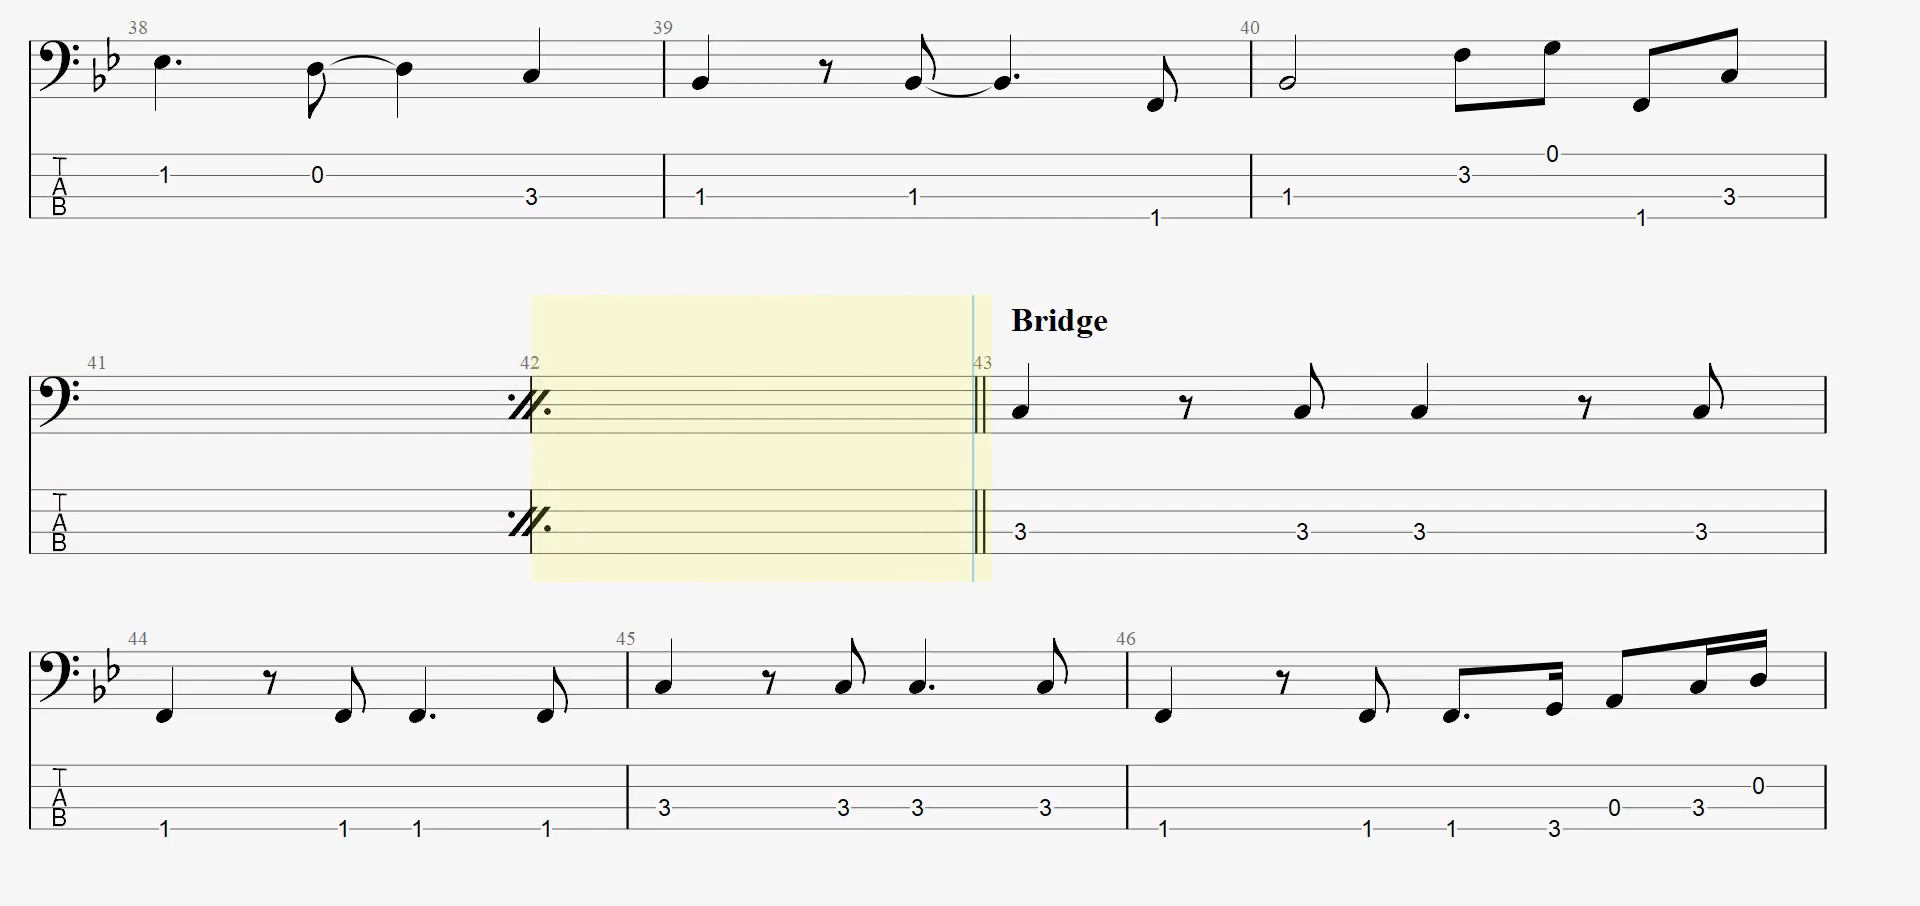 38 39 40
T
A
B
0
1 0 3
3 1 1 1 3
1 1
Bridge
41 42 43
T
A
B
3 3 3 3
44 45 46
T
A
B
0
3 3 3 3 0 3
1 1 1 1 1 1 1 3